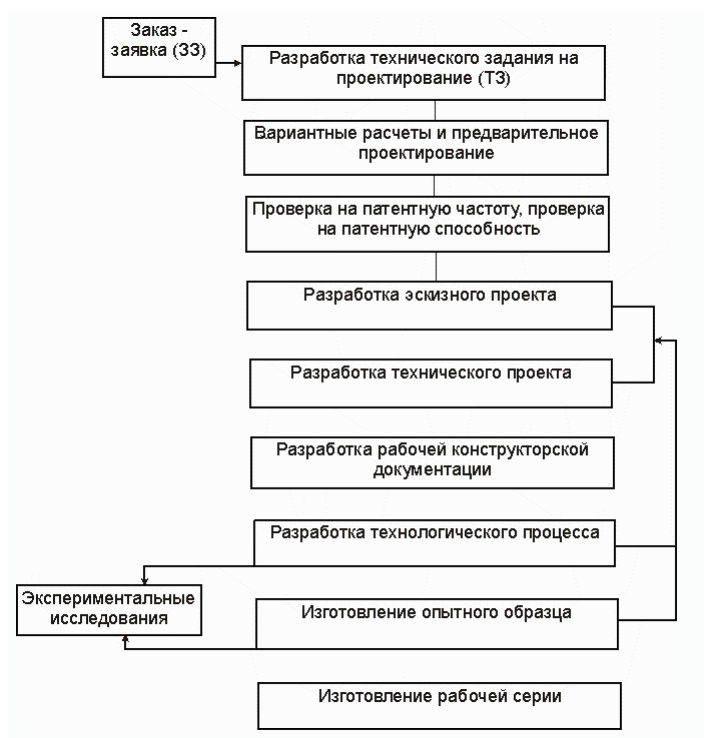 Заказ -
заявка (ЗЗ)
Разработка технического задания на
проектирование (ТЗ)
Вариантные расчеты и предварительное
проектирование
Проверка на патентную частоту, проверка
на патентную способность
Разработка эскизного проекта
Разработка технического проекта
Разработка рабочей конструкторской
документации
Разработка технологического процесса
Экспериментальные
исследования
Изготовление опытного образца
Изготовление рабочей серии